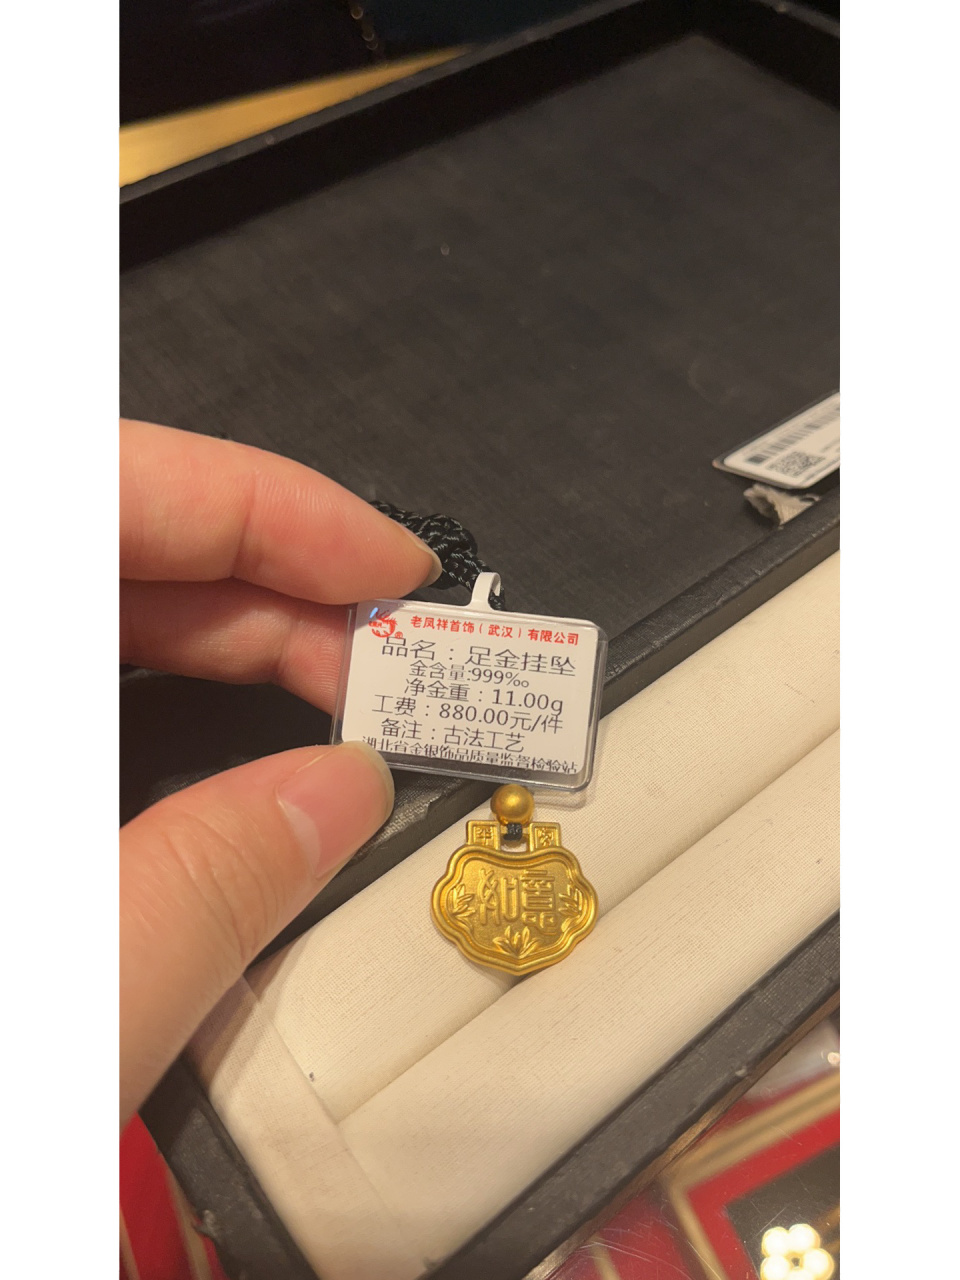 老凤祥首饰（武汉）有限公司
品名：足金挂坠
金含量:999‰
净金重：11.00g
工费：880.00元/件
备注：古法工艺
湖北省金银饰品质量监督检验站
如意